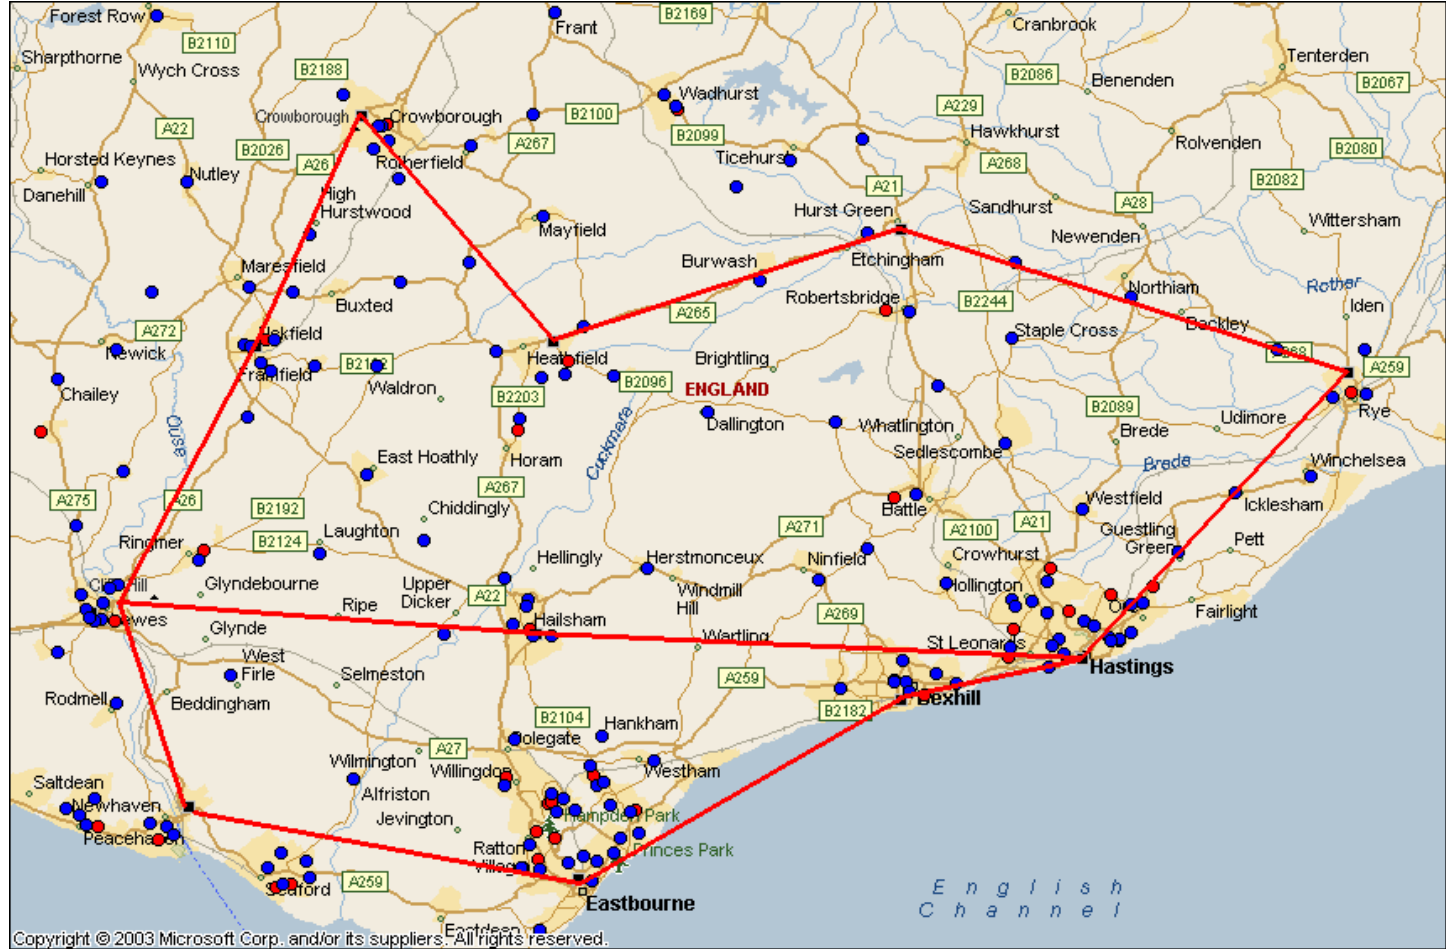 Forest Row
B2169
Frant
Cranbrook
B2110
Sharpthorne
Wych Cross
B2188
Tenterden
B2086
B2067
Benenden
Wadhurst
Crowborough
Crowborough
B2100
A229
A22
B2099
Hawkhurst
Rolvenden
B2026
A267
Horsted Keynes
A26
Rotherfield
Ticehurst
A268
B2080
Nutley
A21
B2082
Danehill
High
Hurstwood
Hurst Green
Sandhurst
A28
Mayfield
Wittersham
Newenden
Maresfield
Burwash
Etchingham
Northiam
Rother
Buxted
Robertsbridge
B2244
Iden
A272
A265
Beckley
Staple Cross
Newick
Uckfield
Heathfield
Brightling
B2102
A268
A259
Framfield
Waldron
B2096
ENGLAND
Chailey
B2203
B2089
Rye
Ouse
Cuckmere
Dallington
Whatlington
Udimore
Brede
Sedlescombe
East Hoathly
Horam
Brede
Winchelsea
A275
A26
A267
B2192
Chiddingly
Battle
Westfield
Icklesham
A271
A2100
A21
Guestling
Green
Ringmer
B2124
Laughton
Pett
Hellingly
Herstmonceux
Ninfield
Crowhurst
Glyndebourne
Upper
Dicker
A22
Windmill
Hill
Hollington
Ripe
A269
Fairlight
Lewes
Glynde
Hailsham
Wartling
St Leonards
West
Firle
Selmeston
A259
Hastings
Rodmell
Beddingham
Bexhill
B2182
B2104
Hankham
Polegate
A27
Wilmington
Willingdon
Westham
Saltdean
Alfriston
Newhaven
Jevington
Hampden Park
Peacehaven
Ratton
Village
Princes Park
Seaford
A259
English
Channel
Eastbourne
Eastdean
Copyright © 2003 Microsoft Corp. and/or its suppliers. All rights reserved.